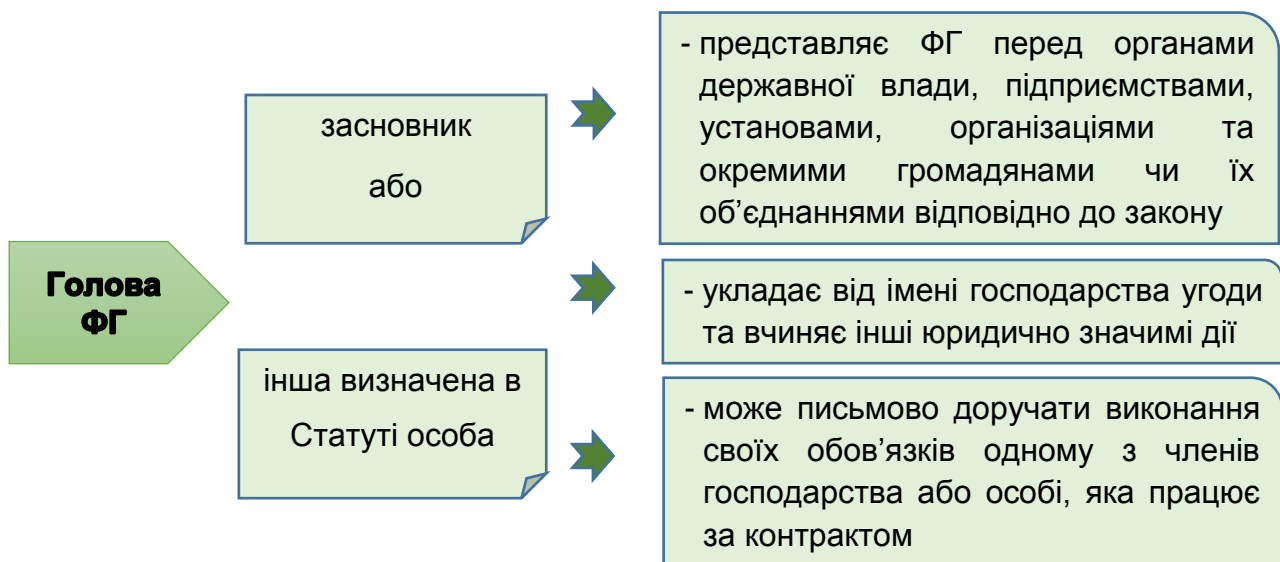 Голова
ФГ
засновник
або
інша визначена в
Статуті особа
- представляє ФГ перед органами
державної влади, підприємствами,
установами, організаціями та
окремими громадянами чи їх
об’єднаннями відповідно до закону
- укладає від імені господарства угоди
та вчиняє інші юридично значимі дії
- може письмово доручати виконання
своїх обов’язків одному з членів
господарства або особі, яка працює
за контрактом